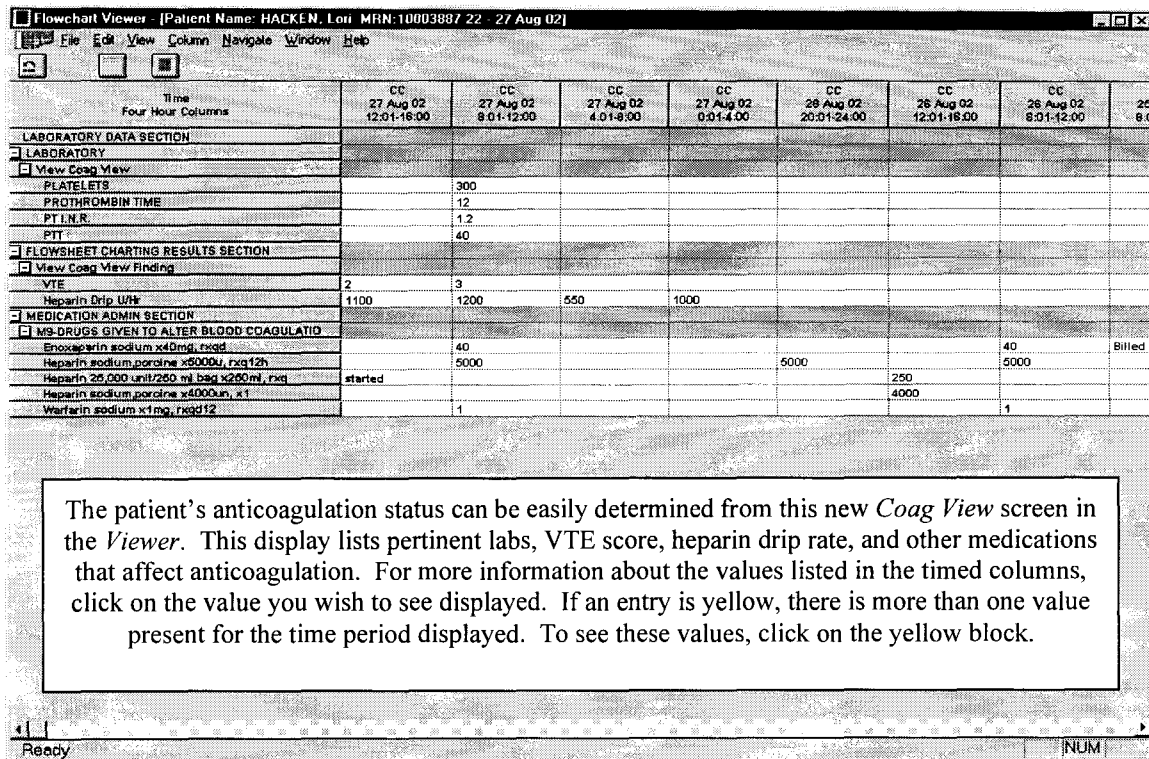 Flowchart Viewer - [Patient Name: HACKEN, Lori MRN:10003887 22 - 27 Aug 02]
File Edit View Column Navigate Window Help
Time
Four Hour Columns
CC 27 Aug 02 12:01-16:00
CC 27 Aug 02 8:01-12:00
CC 27 Aug 02 4:01-8:00
CC 27 Aug 02 0:01-4:00
CC 26 Aug 02 20:01-24:00
CC 26 Aug 02 12:01-16:00
CC 26 Aug 02 8:01-12:00
LABORATORY DATA SECTION
LABORATORY
View Coag View
PLATELETS 300
PROTHROMBIN TIME 12
PT I.N.R. 1.2
PTT 40
FLOWSHEET CHARTING RESULTS SECTION
View Coag View Finding
VTE 2 3
Heparin Drip U/Hr 1100 1200 550 1000
MEDICATION ADMIN SECTION
M9-DRUGS GIVEN TO ALTER BLOOD COAGULATIO
Enoxaparin sodium x40mg, rxqd 40 40 Billed
Heparin sodium,porcine x5000u, rxq12h 5000 5000 5000
Heparin 25,000 unit/250 ml bag x250ml, rxq started 250
Heparin sodium,porcine x4000un, x1 4000
Warfarin sodium x1mg, rxqd12 1 1
The patient's anticoagulation status can be easily determined from this new Coag View screen in
the Viewer. This display lists pertinent labs, VTE score, heparin drip rate, and other medications
that affect anticoagulation. For more information about the values listed in the timed columns,
click on the value you wish to see displayed. If an entry is yellow, there is more than one value
present for the time period displayed. To see these values, click on the yellow block.
Ready NUM